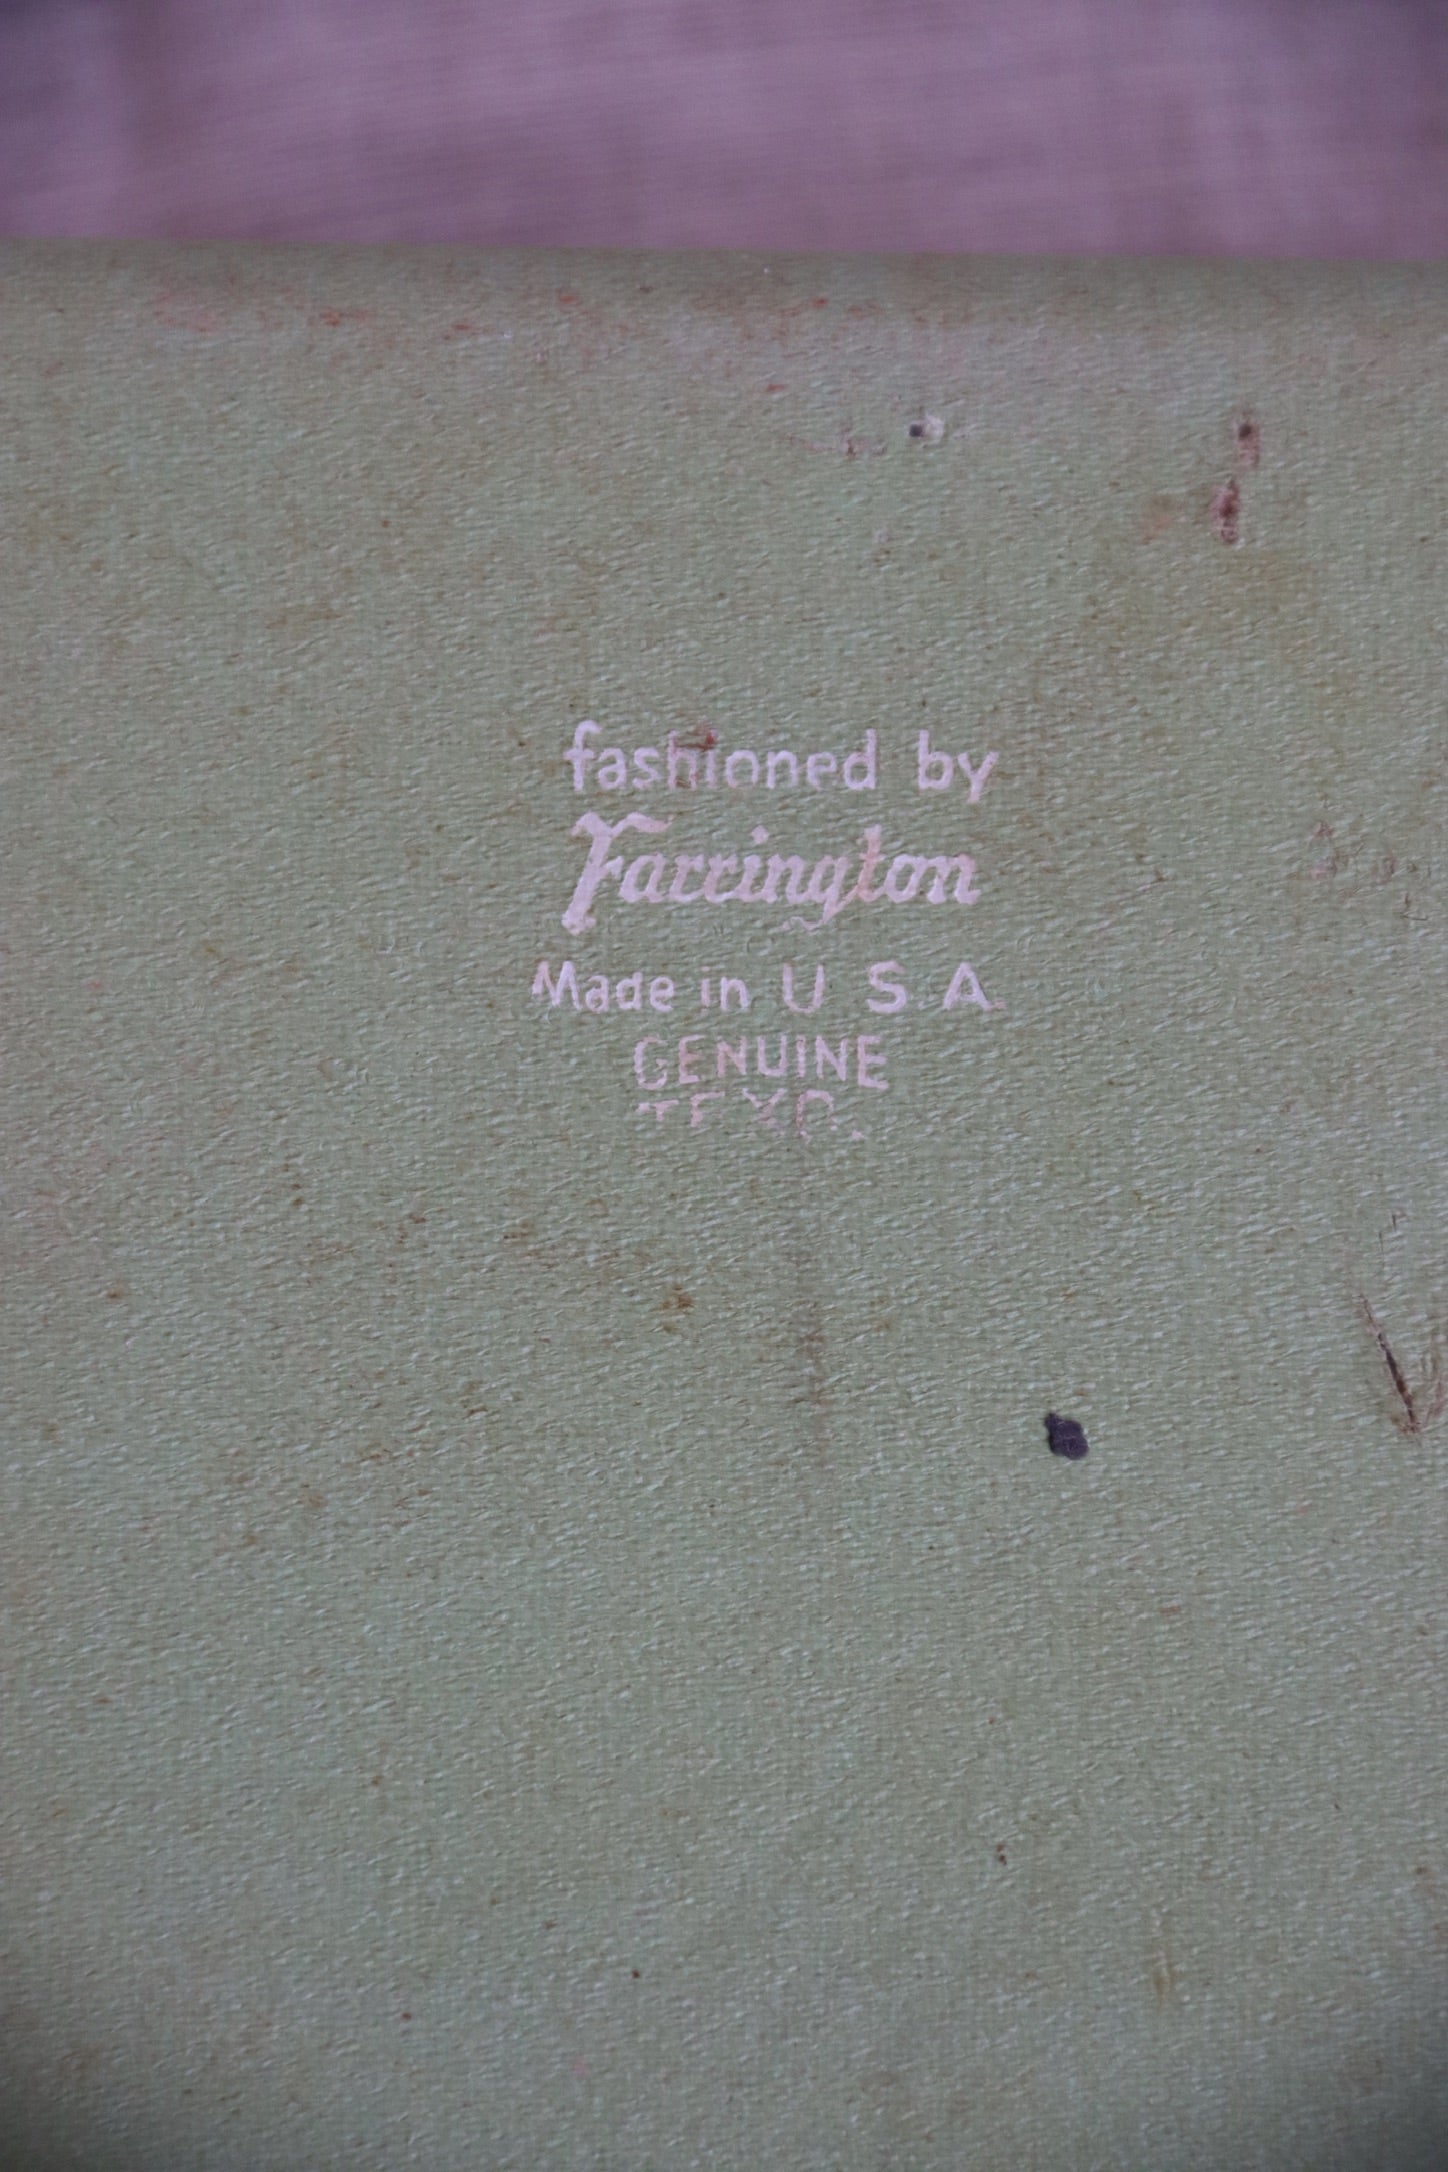 fashioned by
Farrington
Made in U S A
GENUINE